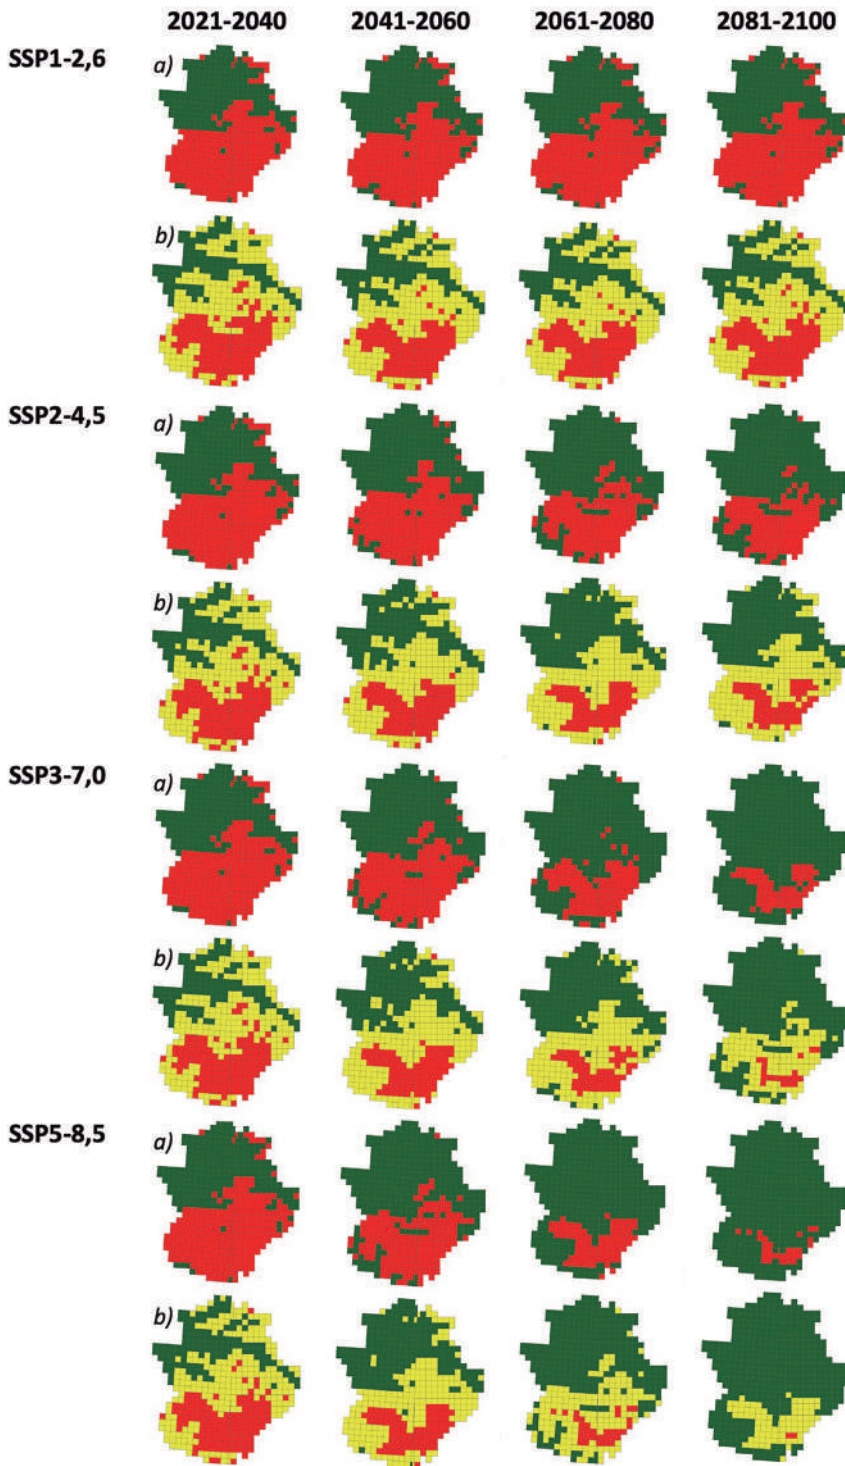 2021-2040 2041-2060 2061-2080 2081-2100
SSP1-2,6 a)
b)
SSP2-4,5 a)
b)
SSP3-7,0 a)
b)
SSP5-8,5 a)
b)